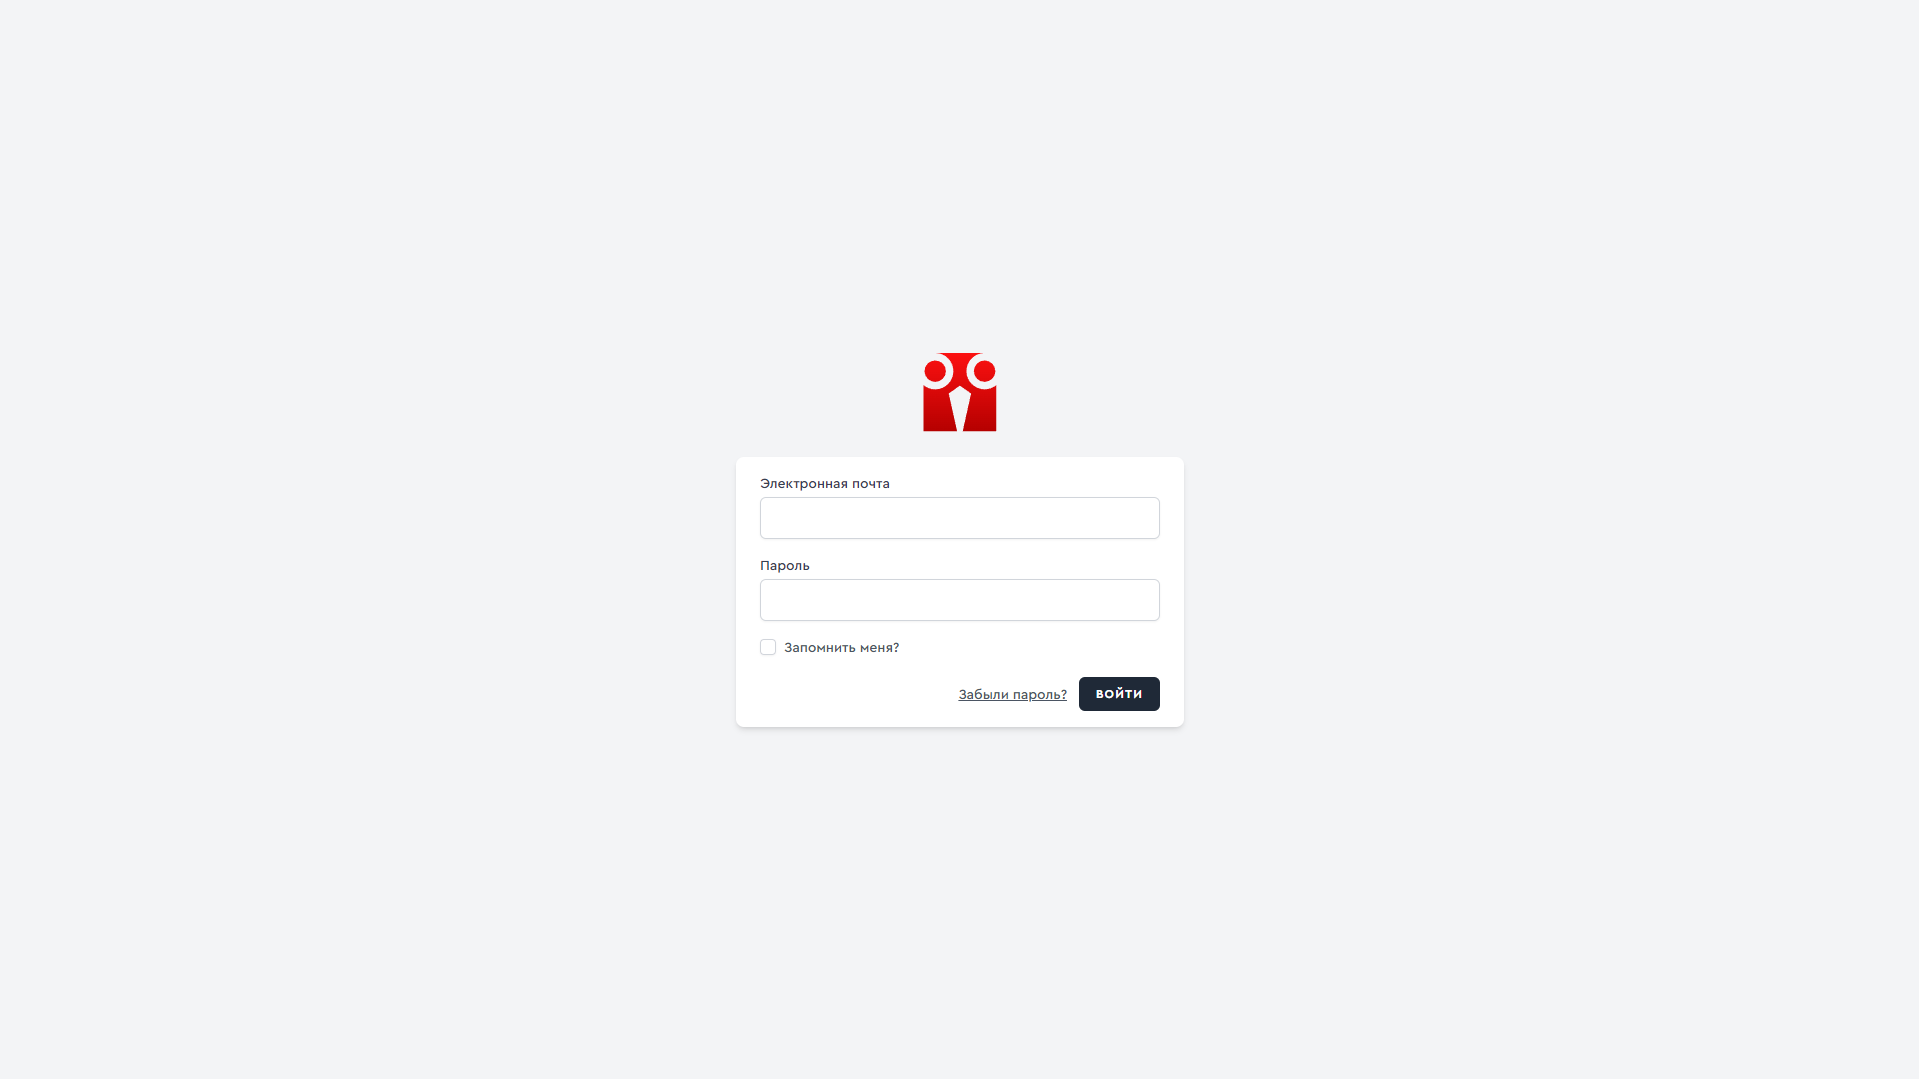 Электронная почта
Пароль
Запомнить меня?
Забыли пароль? ВОЙТИ